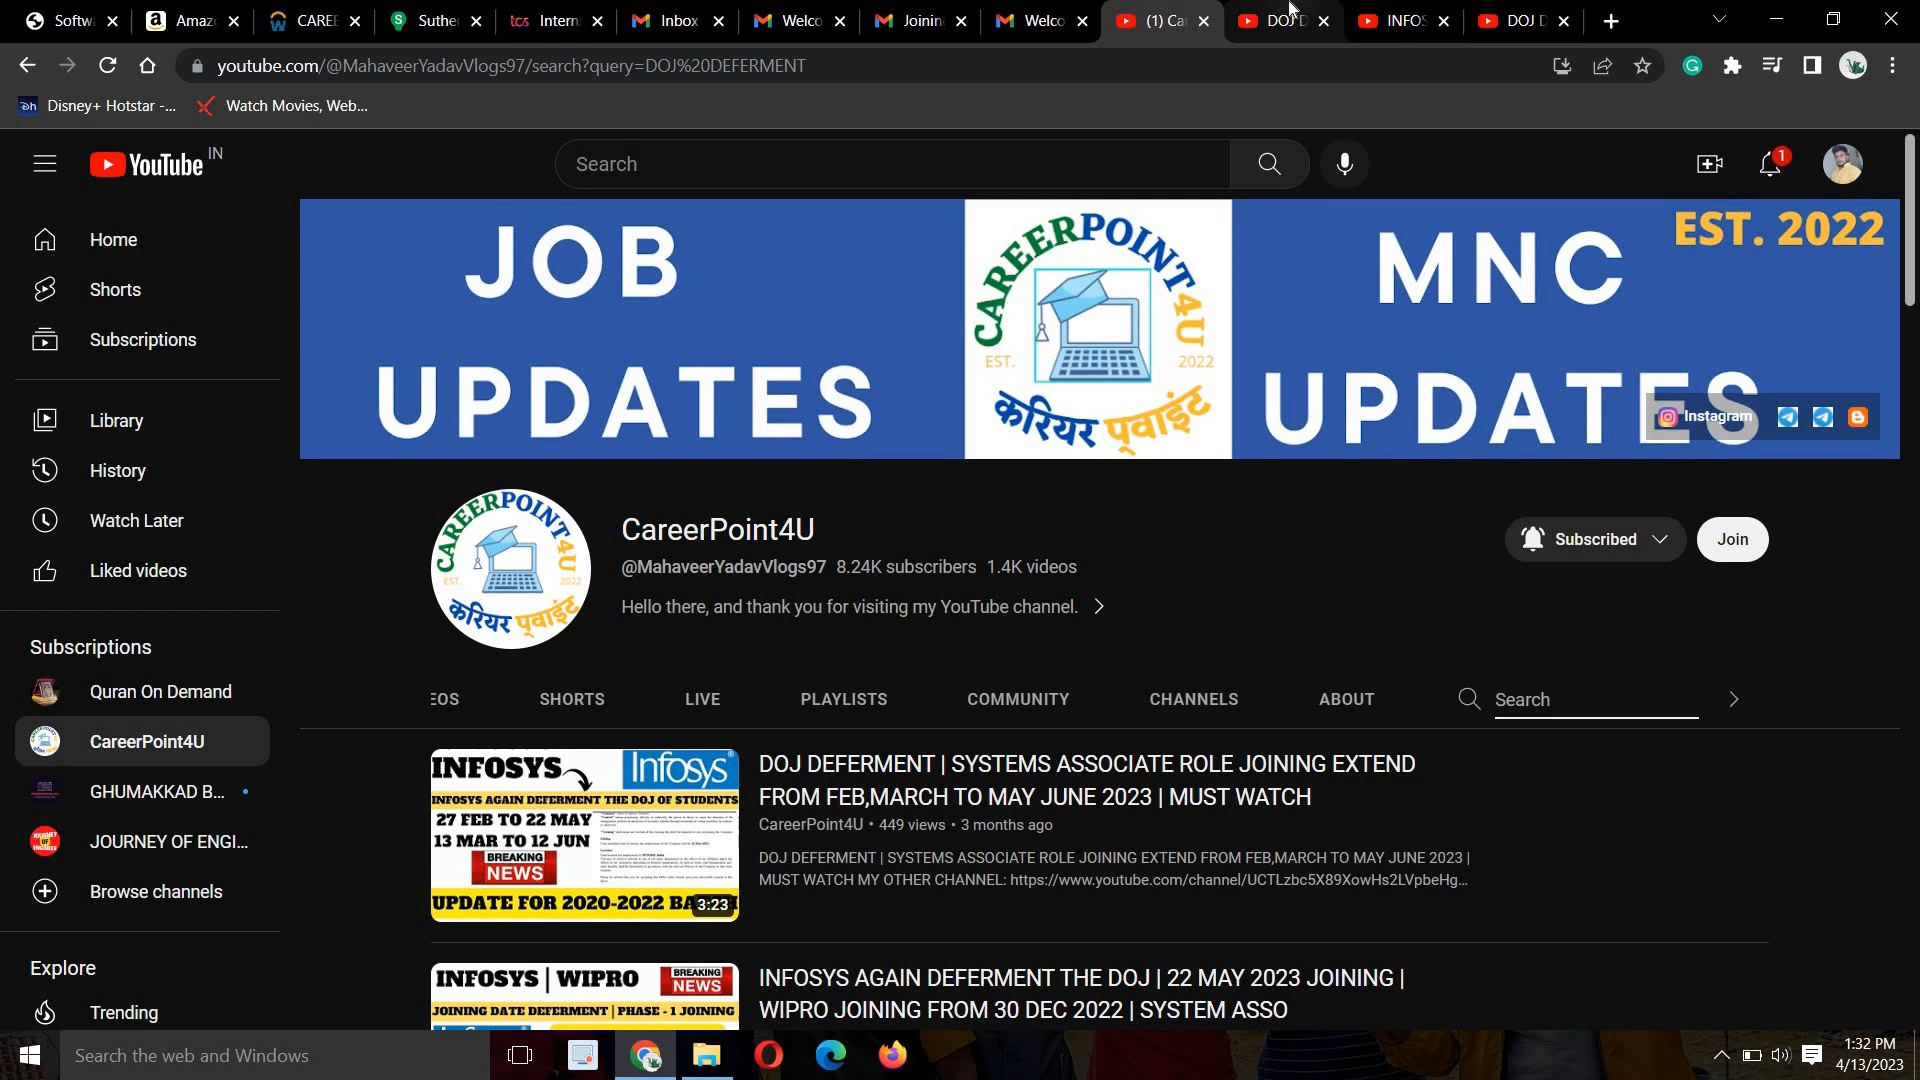 Softw
Amaz
CAREE
Suthe
tcs Intern
Inbox
Welco
Joinin
Welco
(1) Ca
DOJ D
INFOS
DOJ D
youtube.com/@MahaveerYadavVlogs97/search?query=DOJ%20DEFERMENT
Disney+ Hotstar -...
Watch Movies, Web...
YouTube IN
Search
1
Home
Shorts
Subscriptions
Library
History
Watch Later
Liked videos
Subscriptions
Quran On Demand
CareerPoint4U
GHUMAKKAD B...
JOURNEY OF ENGI...
Browse channels
Explore
Trending
JOB
UPDATES
CAREERPOINT4U
EST. 2022
करियर प्वाइंट
EST. 2022
MNC
UPDATES
Instagram
CAREERPOINT4U
EST. 2022
करियर प्वाइंट
CareerPoint4U
@MahaveerYadavVlogs97 8.24K subscribers 1.4K videos
Hello there, and thank you for visiting my YouTube channel.
Subscribed
Join
EOS
SHORTS
LIVE
PLAYLISTS
COMMUNITY
CHANNELS
ABOUT
Search
INFOSYS
Infosys
INFOSYS AGAIN DEFERMENT THE DOJ OF STUDENTS
27 FEB TO 22 MAY
13 MAR TO 12 JUN
BREAKING
NEWS
UPDATE FOR 2020-2022 BA
3:23
DOJ DEFERMENT | SYSTEMS ASSOCIATE ROLE JOINING EXTEND
FROM FEB,MARCH TO MAY JUNE 2023 | MUST WATCH
CareerPoint4U • 449 views • 3 months ago
DOJ DEFERMENT | SYSTEMS ASSOCIATE ROLE JOINING EXTEND FROM FEB,MARCH TO MAY JUNE 2023 |
MUST WATCH MY OTHER CHANNEL: https://www.youtube.com/channel/UCTLzbc5X89XowHs2LVpbeHg...
INFOSYS | WIPRO
BREAKING
NEWS
JOINING DATE DEFERMENT | PHASE - 1 JOINING
INFOSYS AGAIN DEFERMENT THE DOJ | 22 MAY 2023 JOINING |
WIPRO JOINING FROM 30 DEC 2022 | SYSTEM ASSO
Search the web and Windows
1:32 PM
4/13/2023